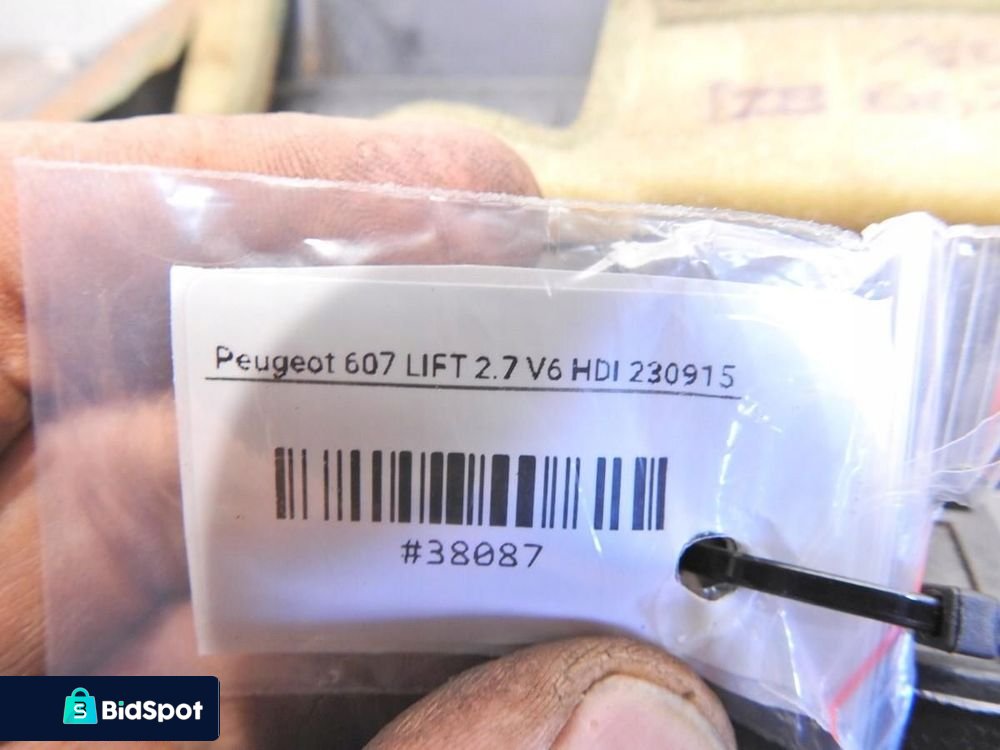 Peugeot 607 LIFT 2.7 V6 HDI 230915
#38087
BidSpot